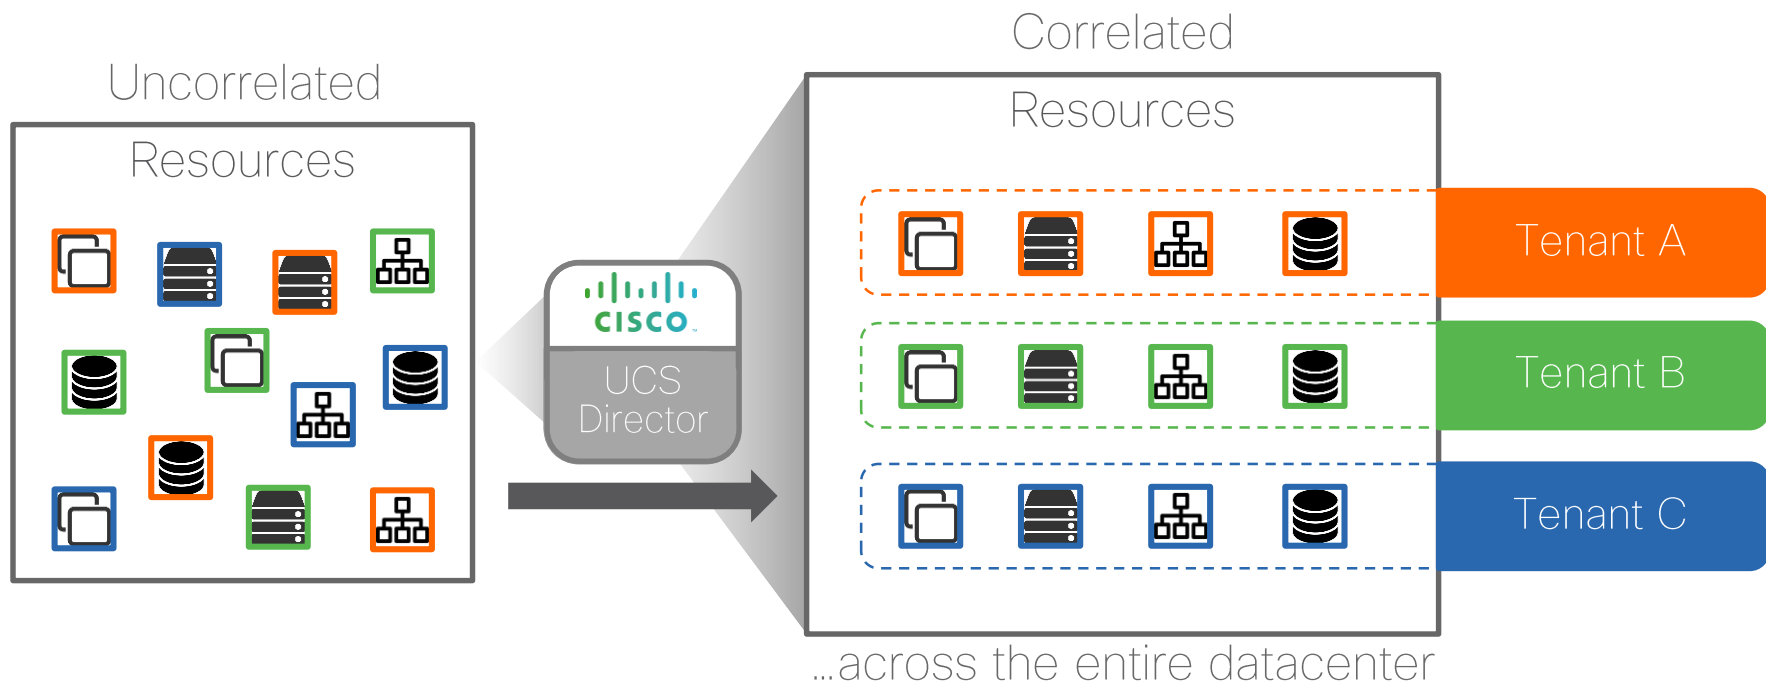 Uncorrelated
Resources
CISCO
UCS
Director
Correlated
Resources
Tenant A
Tenant B
Tenant C
...across the entire datacenter